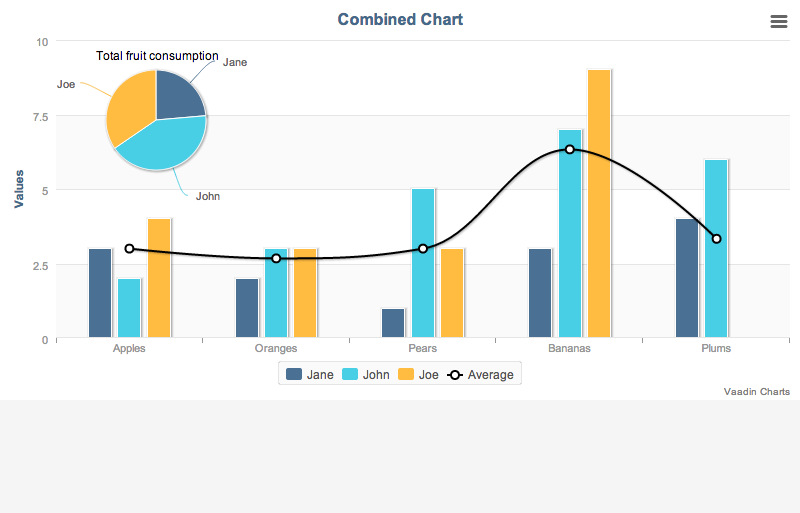 Combined Chart
Values
10
7.5
5
2.5
0
Total fruit consumption
Jane
Joe
John
Apples Oranges Pears Bananas Plums
Jane John Joe Average
Vaadin Charts